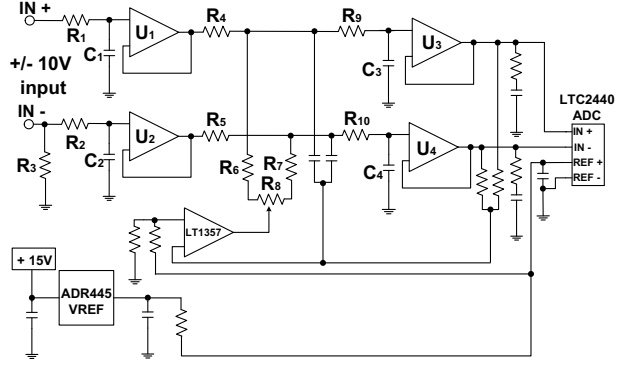 IN +
R1
C1
U1
R4
R9
C3
U3
+/- 10V
input
LTC2440
ADC
IN +
IN -
REF +
REF -
IN -
R2
R3
C2
U2
R5
R10
C4
U4
R6
R7
R8
LT1357
+ 15V
ADR445
VREF